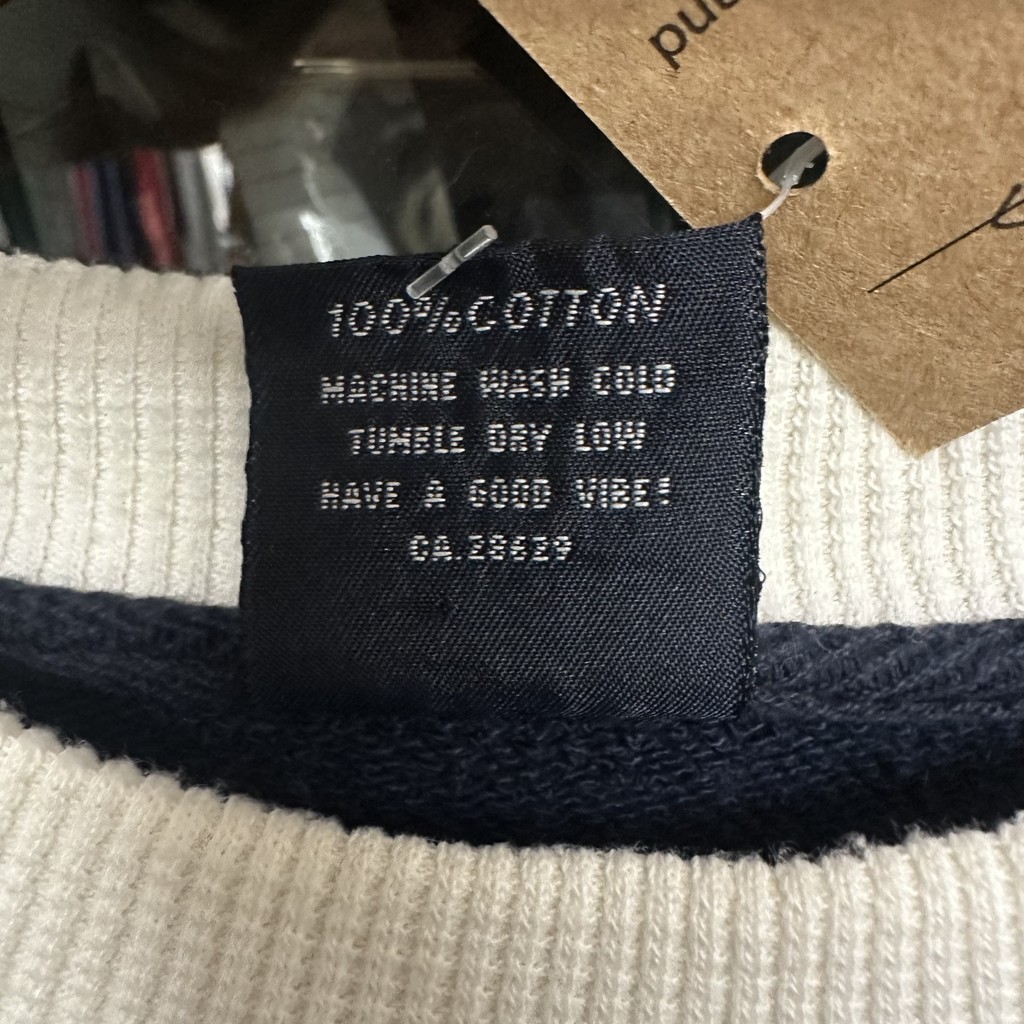 100% COTTON
MACHINE WASH COLD
TUMBLE DRY LOW
HAVE A GOOD VIBE!
CA.28629